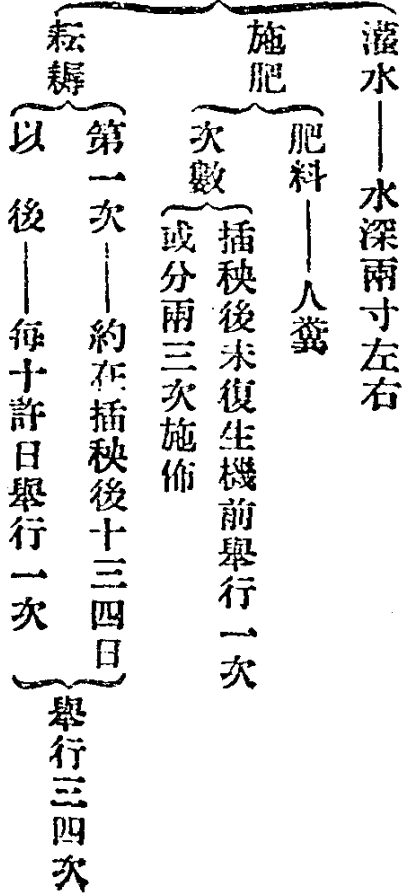 灌水——水深兩寸左右
施肥
肥料——人糞
次數
插秧後未復生機前舉行一次
或分兩三次施佈
耘耨
第一次——約在插秧後十三四日
以後——每十許日舉行一次
舉行三四次